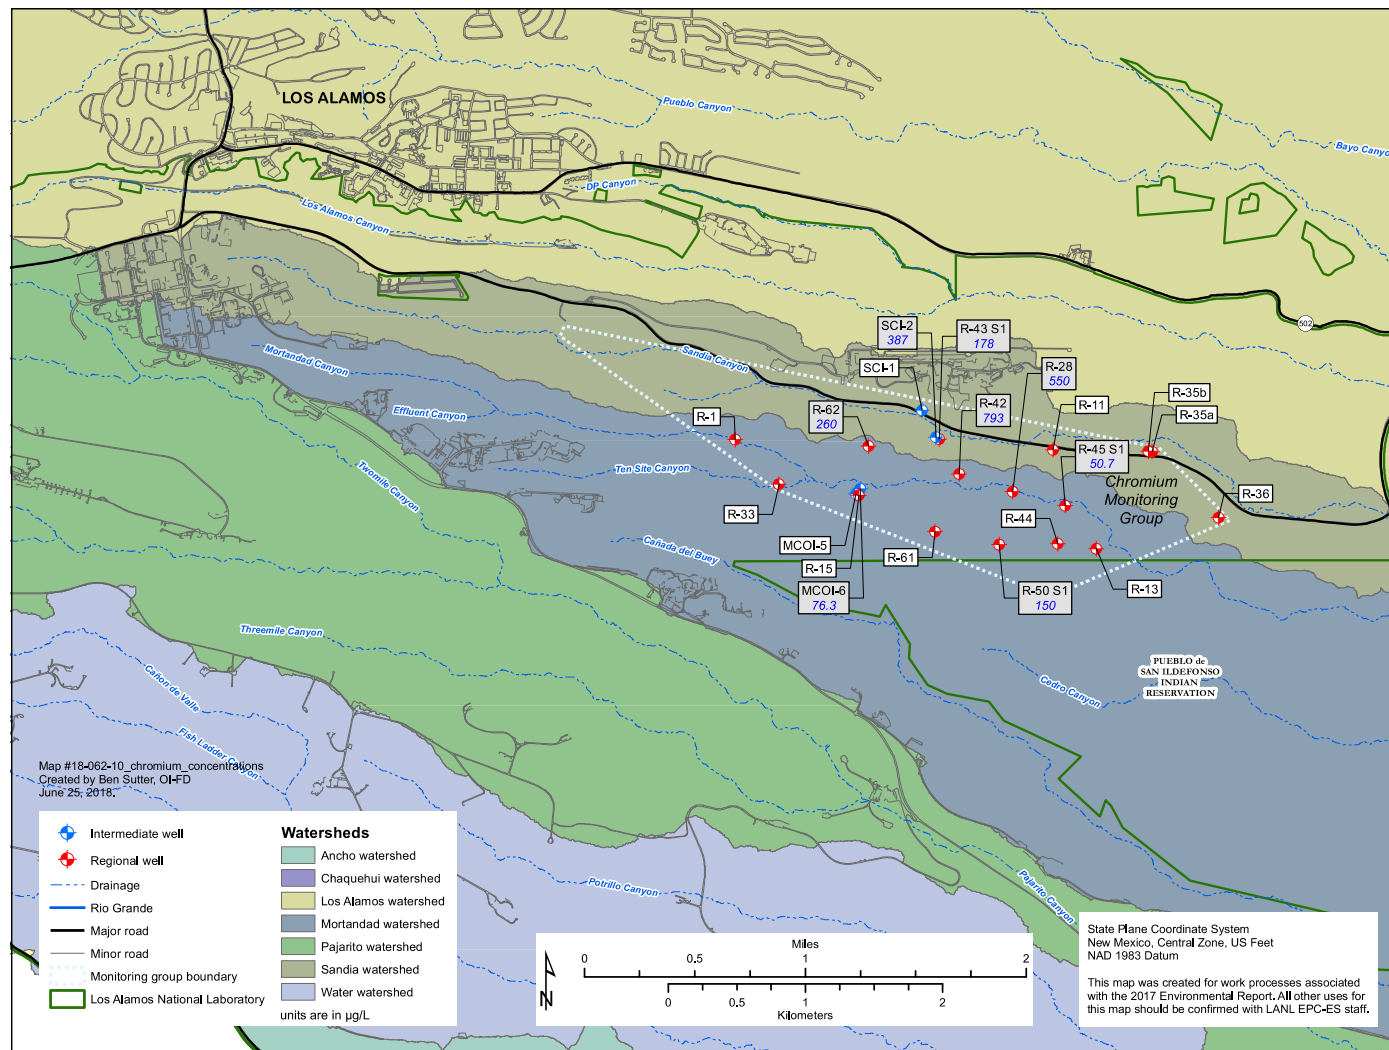 LOS ALAMOS
Pueblo Canyon
Bayo Canyon
DP Canyon
Los Alamos Canyon
502
SCI-2
387
R-43 S1
178
Sandia Canyon
Mortandad Canyon
SCI-1
R-28
550
Effluent Canyon
R-1
R-62
260
R-42
793
R-11
R-35b
R-35a
R-45 S1
50.7
Ten Site Canyon
Twomile Canyon
Chromium
Monitoring
Group
R-36
R-33
R-44
MCOI-5
Cañada del Buey
R-61
R-15
R-13
MCOI-6
76.3
R-50 S1
150
Threemile Canyon
PUEBLO de
SAN ILDEFONSO
INDIAN
RESERVATION
Cañon de Valle
Cedro Canyon
Fish Ladder Canyon
Map #18-062-10_chromium_concentrations
Created by Ben Sutter, OI-FD
June 25, 2018.
Potrillo Canyon
Pajarito Canyon
Intermediate well
Regional well
Drainage
Rio Grande
Major road
Minor road
Monitoring group boundary
Los Alamos National Laboratory
Watersheds
Ancho watershed
Chaquehui watershed
Los Alamos watershed
Mortandad watershed
Pajarito watershed
Sandia watershed
Water watershed
units are in µg/L
N
Miles
0 0.5 1 2
0 0.5 1 2
Kilometers
State Plane Coordinate System
New Mexico, Central Zone, US Feet
NAD 1983 Datum
This map was created for work processes associated
with the 2017 Environmental Report. All other uses for
this map should be confirmed with LANL EPC-ES staff.